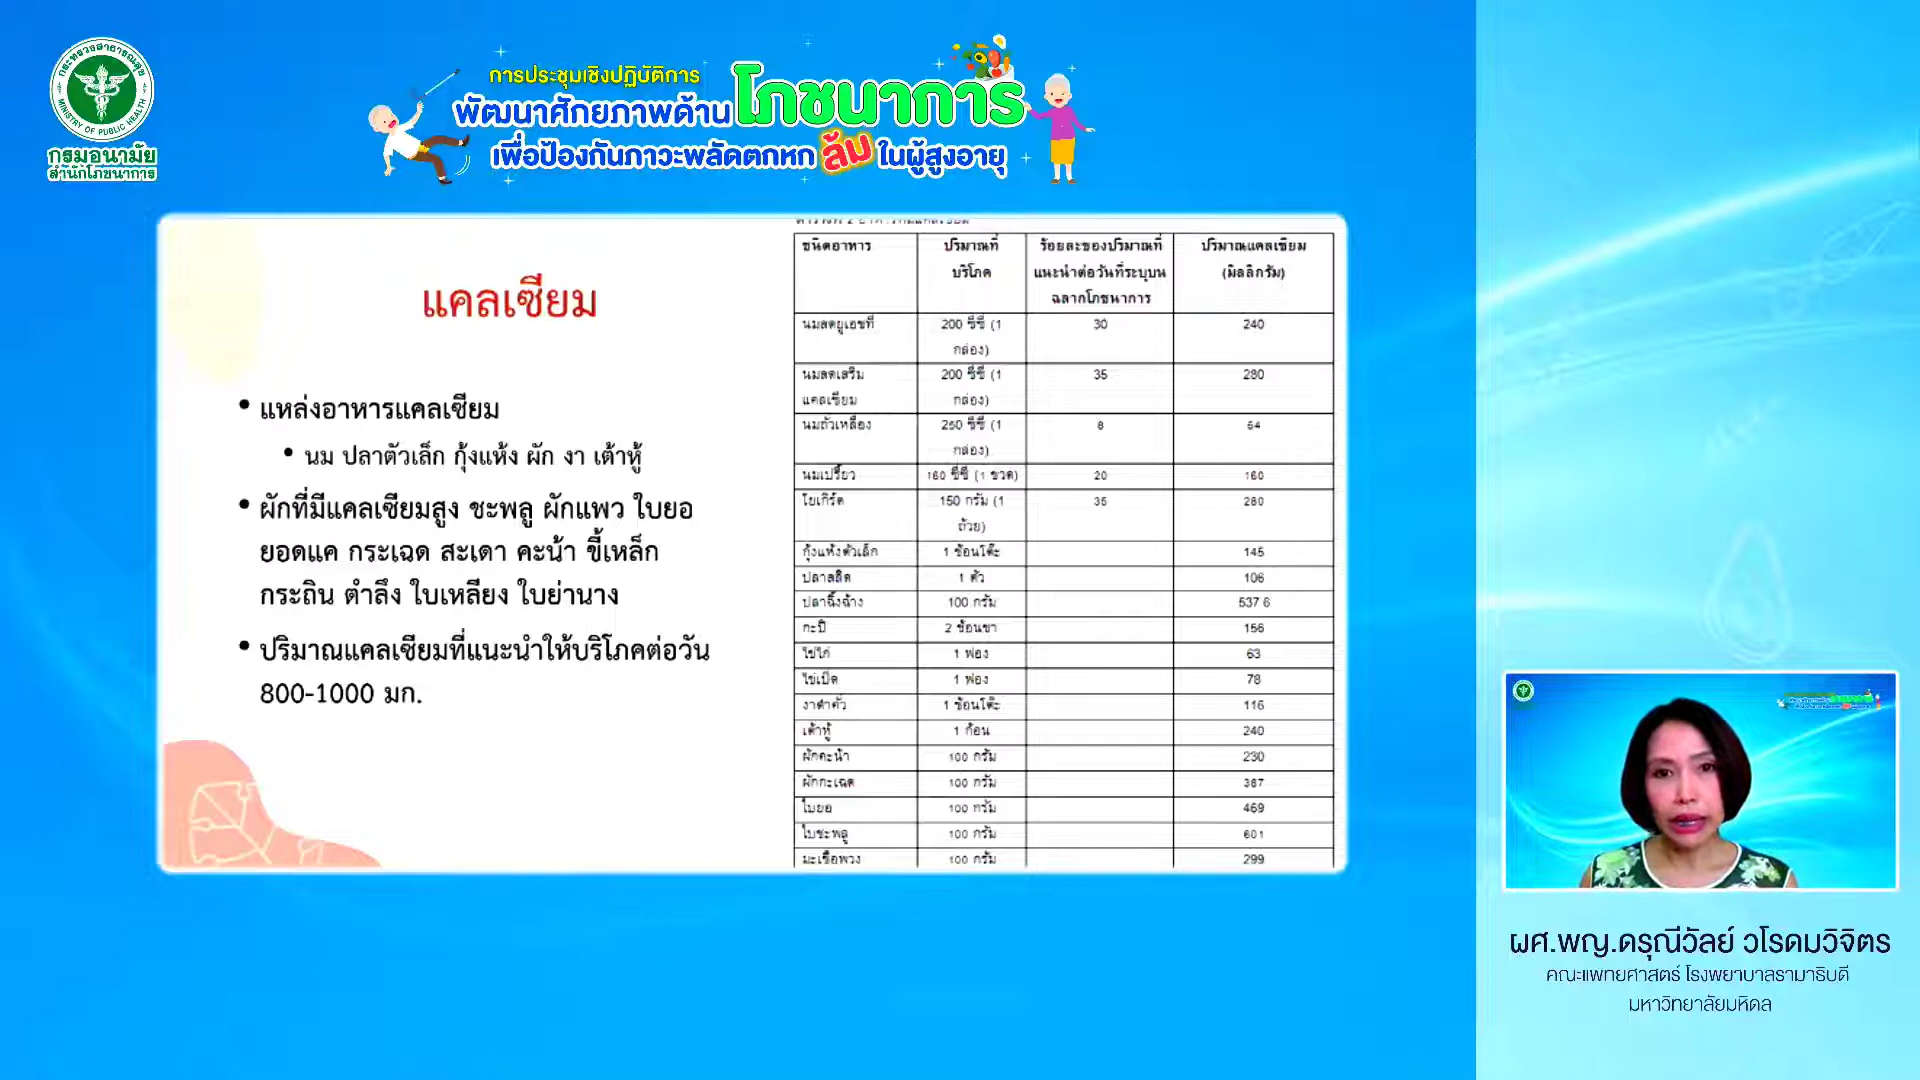 กระทรวงสาธารณสุข
MINISTRY OF PUBLIC HEALTH
กรมอนามัย
สำนักโภชนาการ
การประชุมเชิงปฏิบัติการ
พัฒนาศักยภาพด้านโภชนาการ
เพื่อป้องกันภาวะพลัดตกหกล้มในผู้สูงอายุ
แคลเซียม
• แหล่งอาหารแคลเซียม
• นม ปลาตัวเล็ก กุ้งแห้ง ผัก งา เต้าหู้
• ผักที่มีแคลเซียมสูง ชะพลู ผักแพว ใบยอ
ยอดแค กระเฉด สะเดา คะน้า ขี้เหล็ก
กระถิน ตำลึง ใบเหลียง ใบย่านาง
• ปริมาณแคลเซียมที่แนะนำให้บริโภคต่อวัน
800-1000 มก.
ชนิดอาหาร ปริมาณที่บริโภค ร้อยละของปริมาณที่แนะนำต่อวันที่ระบุบนฉลากโภชนาการ ปริมาณแคลเซียม (มิลลิกรัม)
นมสดยูเอชที 200 ซีซี (1 กล่อง) 30 240
นมสดเสริมแคลเซียม 200 ซีซี (1 กล่อง) 35 280
นมถั่วเหลือง 250 ซีซี (1 กล่อง) 8 64
นมเปรี้ยว 160 ซีซี (1 ขวด) 20 160
โยเกิร์ต 150 กรัม (1 ถ้วย) 35 280
กุ้งแห้งตัวเล็ก 1 ช้อนโต๊ะ 145
ปลาสลิด 1 ตัว 106
ปลาฉิ้งฉ้าง 100 กรัม 537 6
กะปิ 2 ช้อนชา 156
ไข่ไก่ 1 ฟอง 63
ไข่เป็ด 1 ฟอง 78
งาดำคั่ว 1 ช้อนโต๊ะ 116
เต้าหู้ 1 ก้อน 240
ผักคะน้า 100 กรัม 230
ผักกะเฉด 100 กรัม 387
ใบยอ 100 กรัม 469
ใบชะพลู 100 กรัม 601
มะเขือพวง 100 กรัม 299
ผศ.พญ.ดรุณีวัลย์ วโรดมวิจิตร
คณะแพทยศาสตร์ โรงพยาบาลรามาธิบดี
มหาวิทยาลัยมหิดล